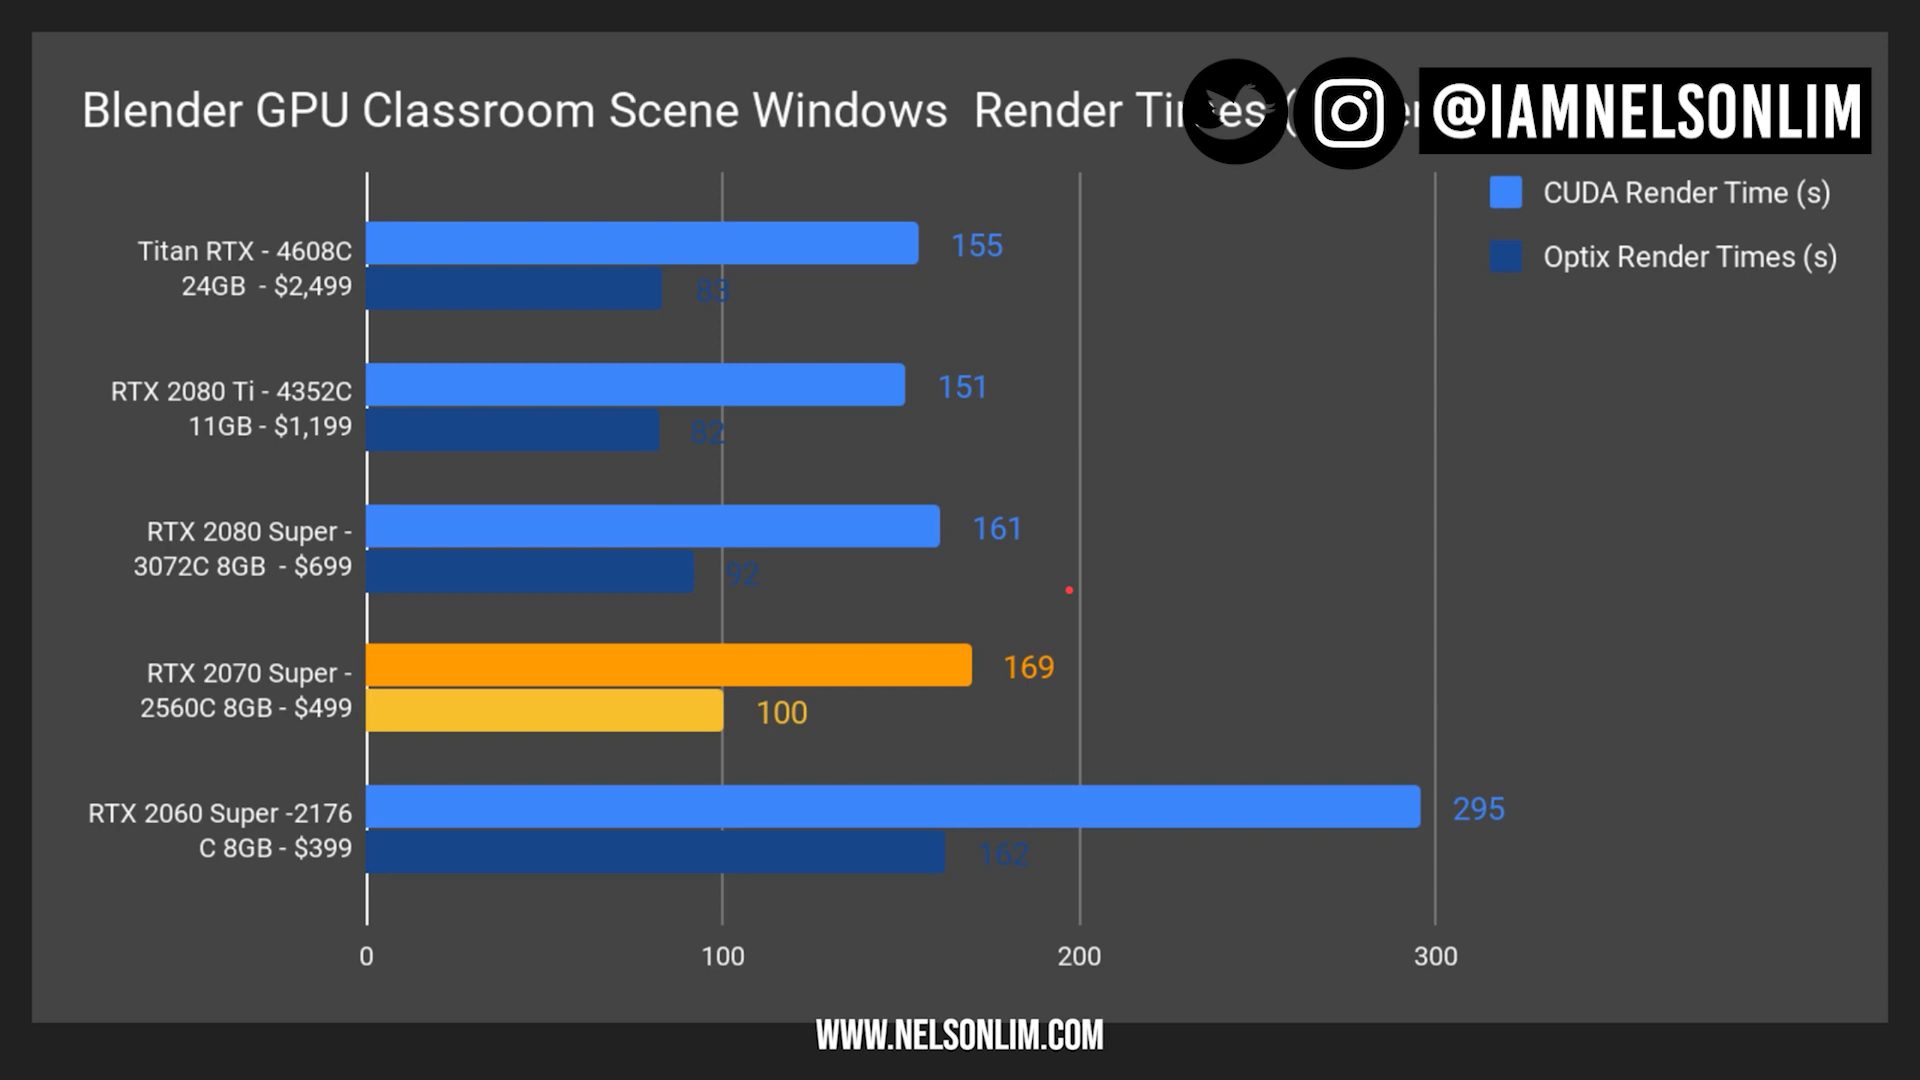 Blender GPU Classroom Scene Windows Render
@IAMNELSONLIM
CUDA Render Time (s)
Optix Render Times (s)
Titan RTX - 4608C
24GB - $2,499
155
83
RTX 2080 Ti - 4352C
11GB - $1,199
151
82
RTX 2080 Super -
3072C 8GB - $699
161
92
RTX 2070 Super -
2560C 8GB - $499
169
100
RTX 2060 Super -2176
C 8GB - $399
295
162
0 100 200 300
WWW.NELSONLIM.COM